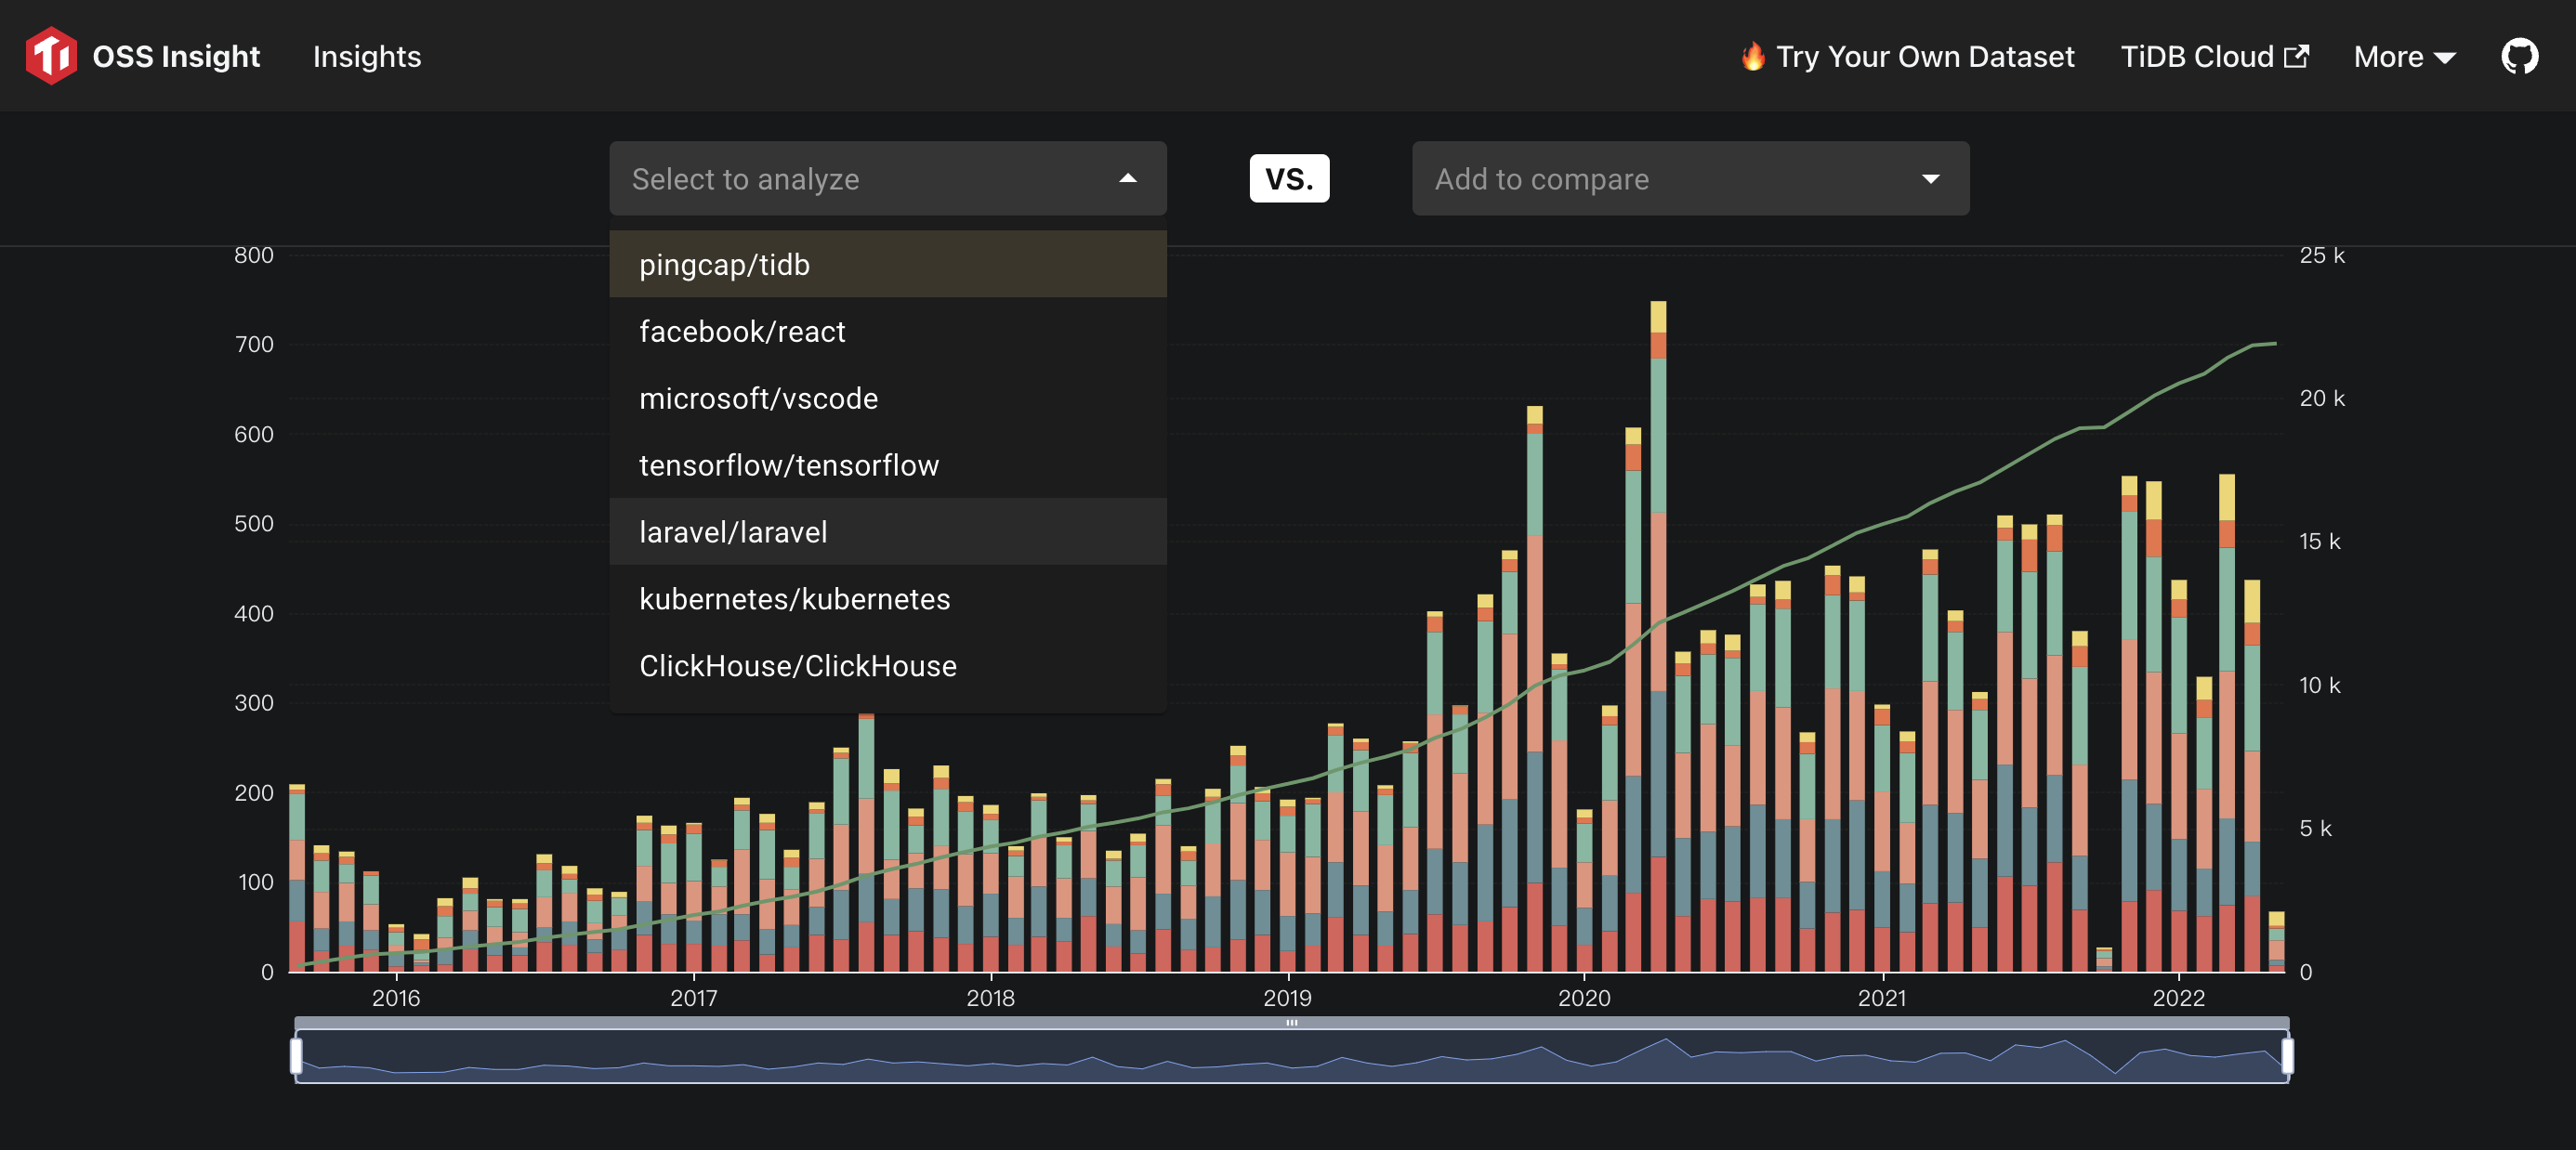 OSS Insight Insights 🔥 Try Your Own Dataset TiDB Cloud More
Select to analyze VS. Add to compare
pingcap/tidb
facebook/react
microsoft/vscode
tensorflow/tensorflow
laravel/laravel
kubernetes/kubernetes
ClickHouse/ClickHouse
800
700
600
500
400
300
200
100
0
25 k
20 k
15 k
10 k
5 k
0
2016 2017 2018 2019 2020 2021 2022